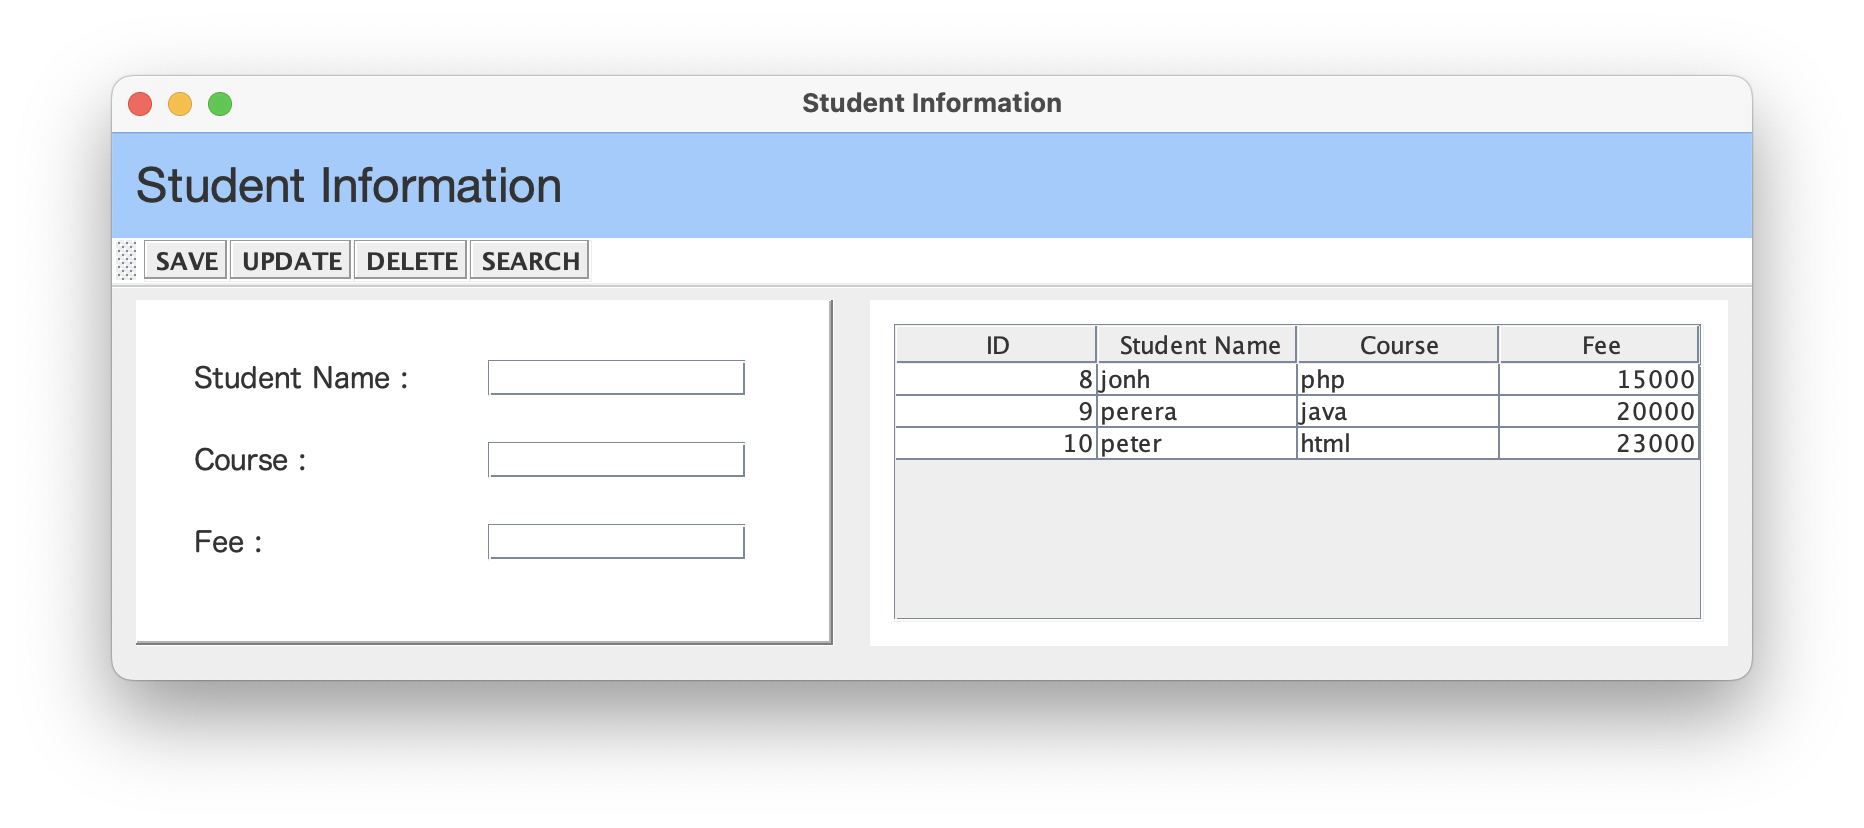 Student Information
Student Information
SAVE UPDATE DELETE SEARCH
Student Name :
Course :
Fee :
ID Student Name Course Fee
8 jonh php 15000
9 perera java 20000
10 peter html 23000